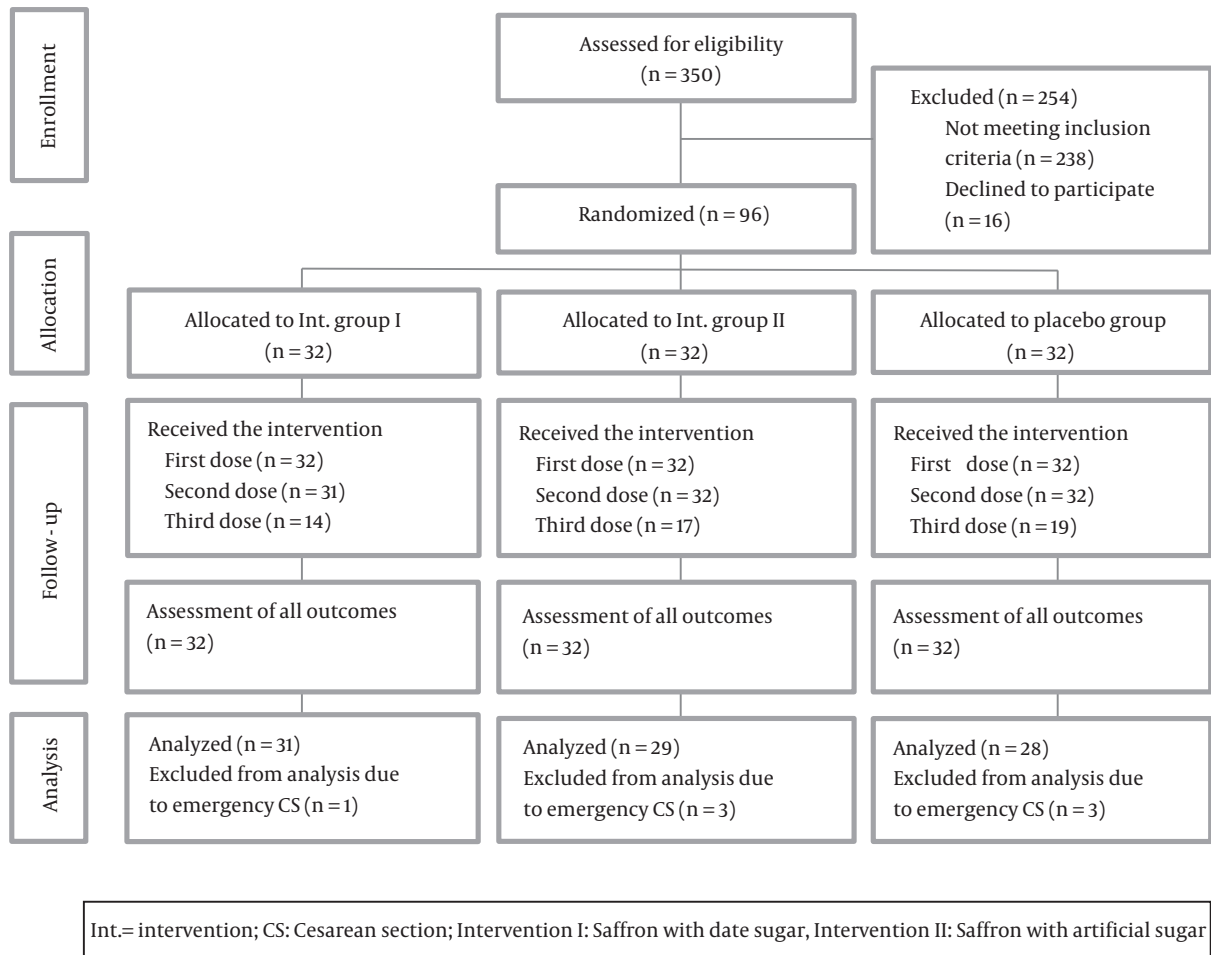 Enrollment
Assessed for eligibility
(n = 350)
Excluded (n = 254)
Not meeting inclusion
criteria (n = 238)
Declined to participate
(n = 16)
Randomized (n = 96)
Allocation
Allocated to Int. group I
(n = 32)
Allocated to Int. group II
(n = 32)
Allocated to placebo group
(n = 32)
Follow - up
Received the intervention
First dose (n = 32)
Second dose (n = 31)
Third dose (n = 14)
Received the intervention
First dose (n = 32)
Second dose (n = 32)
Third dose (n = 17)
Received the intervention
First dose (n = 32)
Second dose (n = 32)
Third dose (n = 19)
Assessment of all outcomes
(n = 32)
Assessment of all outcomes
(n = 32)
Assessment of all outcomes
(n = 32)
Analysis
Analyzed (n = 31)
Excluded from analysis due
to emergency CS (n = 1)
Analyzed (n = 29)
Excluded from analysis due
to emergency CS (n = 3)
Analyzed (n = 28)
Excluded from analysis due
to emergency CS (n = 3)
Int.= intervention; CS: Cesarean section; Intervention I: Saffron with date sugar, Intervention II: Saffron with artificial sugar